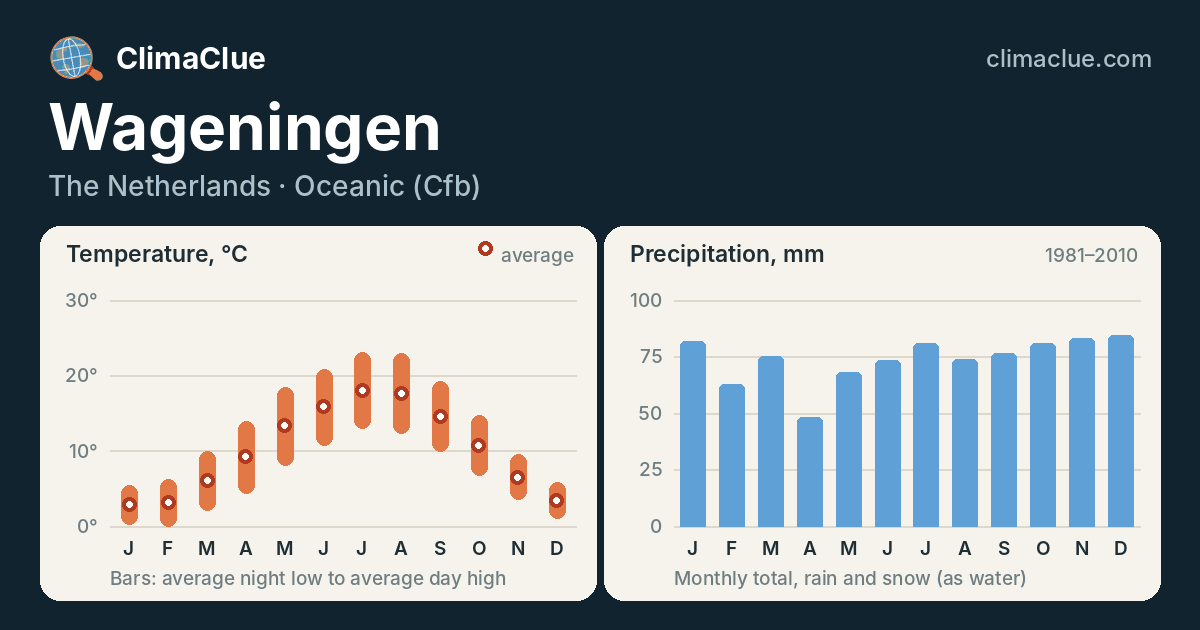 ClimaClue
climaclue.com
Wageningen
The Netherlands · Oceanic (Cfb)
Temperature, °C
average
30°
20°
10°
0°
J F M A M J J A S O N D
Bars: average night low to average day high
Precipitation, mm
1981–2010
100
75
50
25
0
J F M A M J J A S O N D
Monthly total, rain and snow (as water)